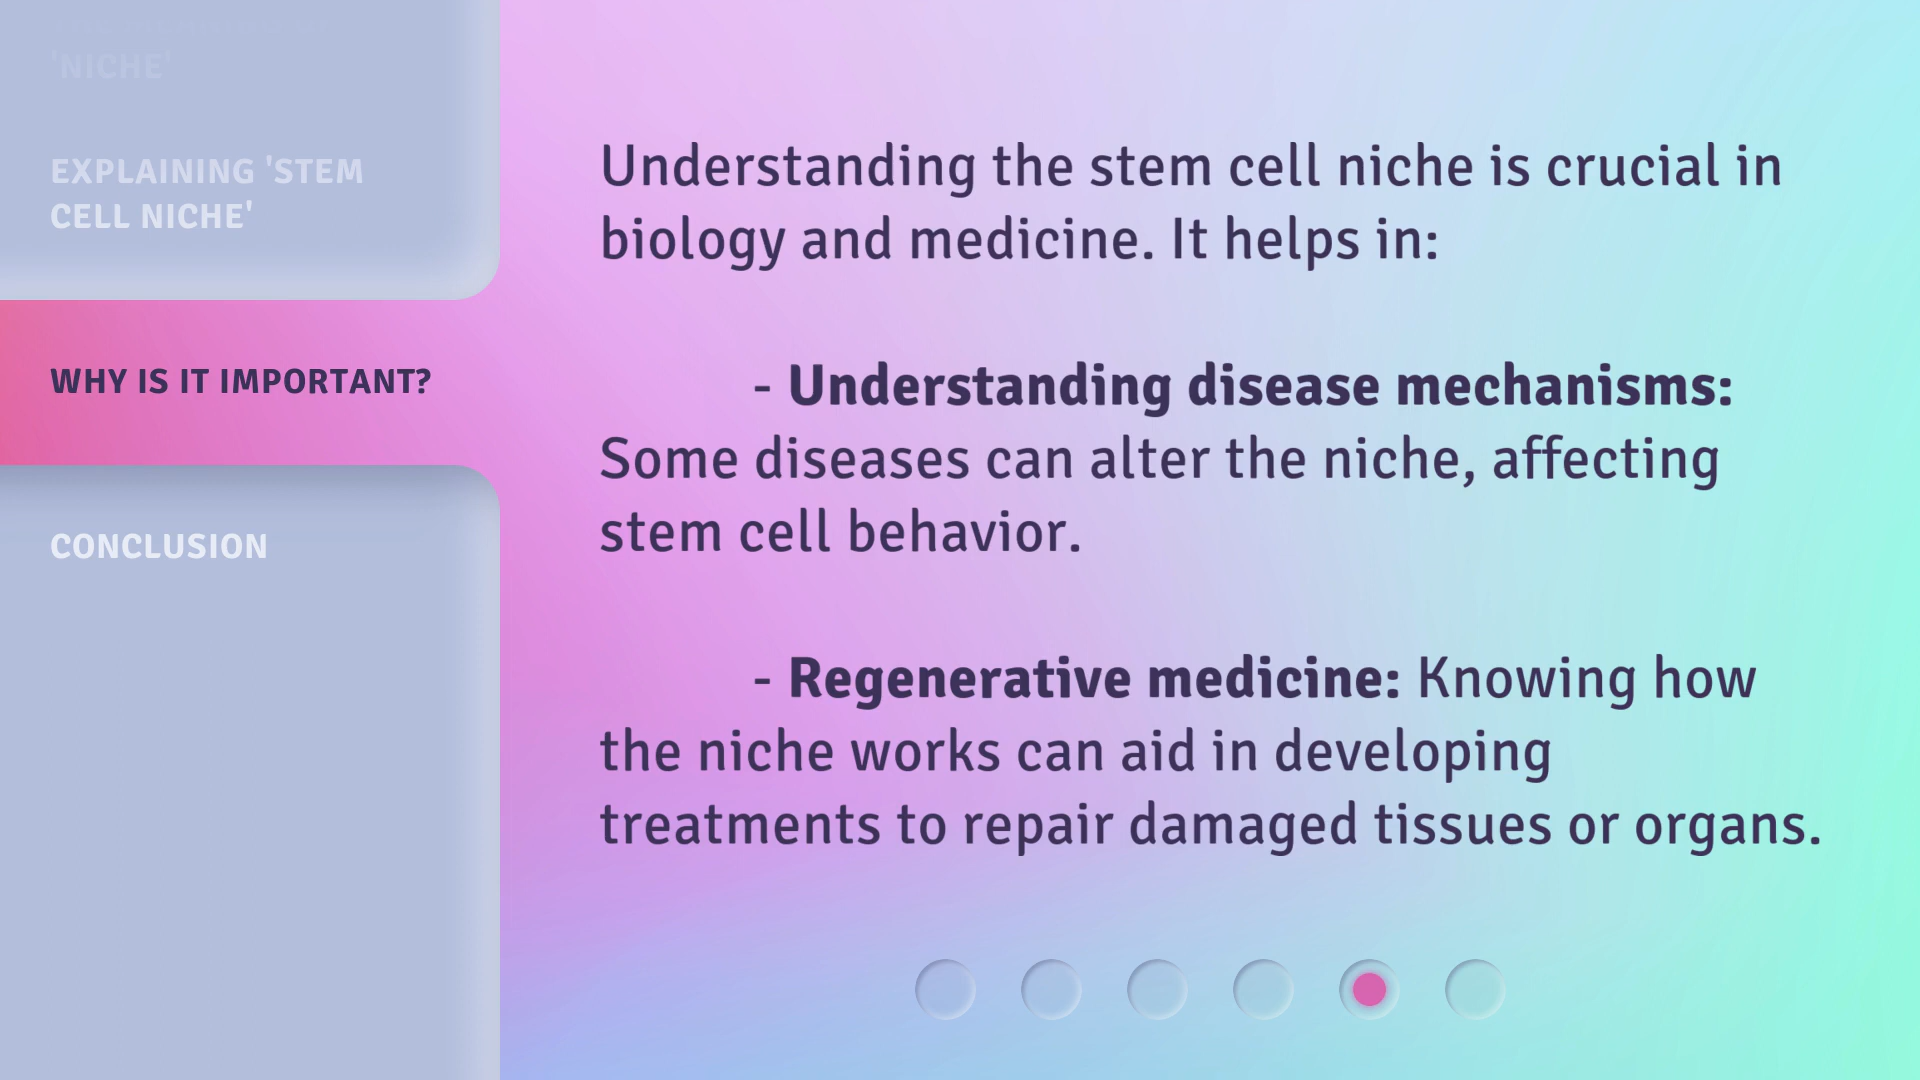 'NICHE'
EXPLAINING 'STEM
CELL NICHE'
WHY IS IT IMPORTANT?
CONCLUSION
Understanding the stem cell niche is crucial in
biology and medicine. It helps in:
- Understanding disease mechanisms:
Some diseases can alter the niche, affecting
stem cell behavior.
- Regenerative medicine: Knowing how
the niche works can aid in developing
treatments to repair damaged tissues or organs.